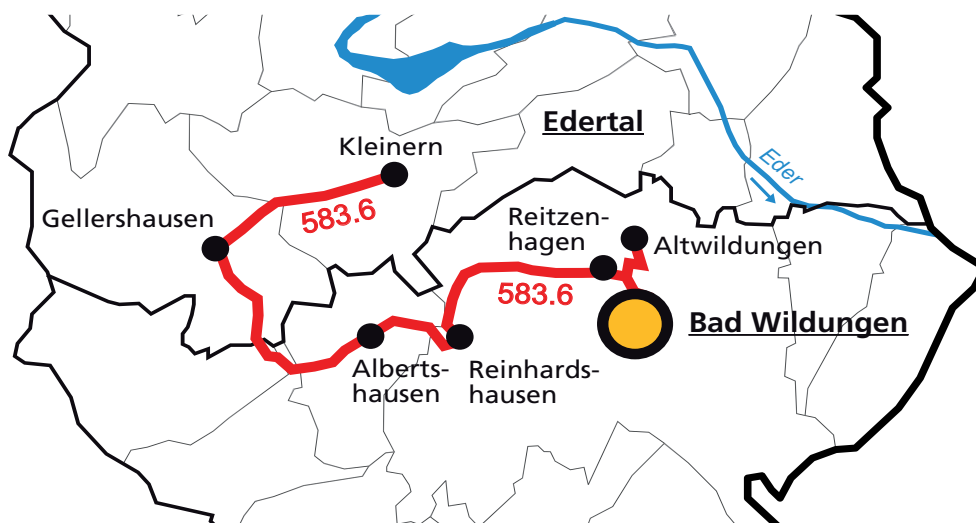 Edertal
Kleinern
Eder
583.6
Gellershausen
Reitzen-
hagen
Altwildungen
583.6
Bad Wildungen
Alberts-
hausen
Reinhards-
hausen